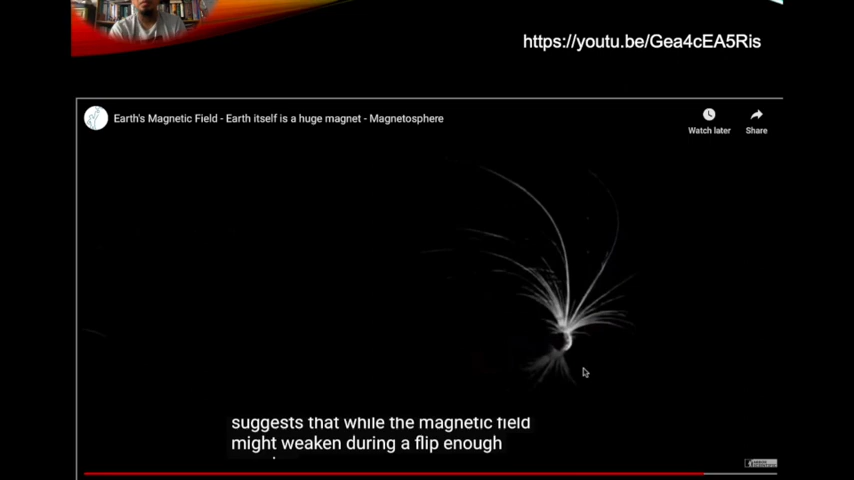 https://youtu.be/Gea4cEA5Ris
Earth's Magnetic Field - Earth itself is a huge magnet - Magnetosphere
Watch later
Share
suggests that while the magnetic field
might weaken during a flip enough